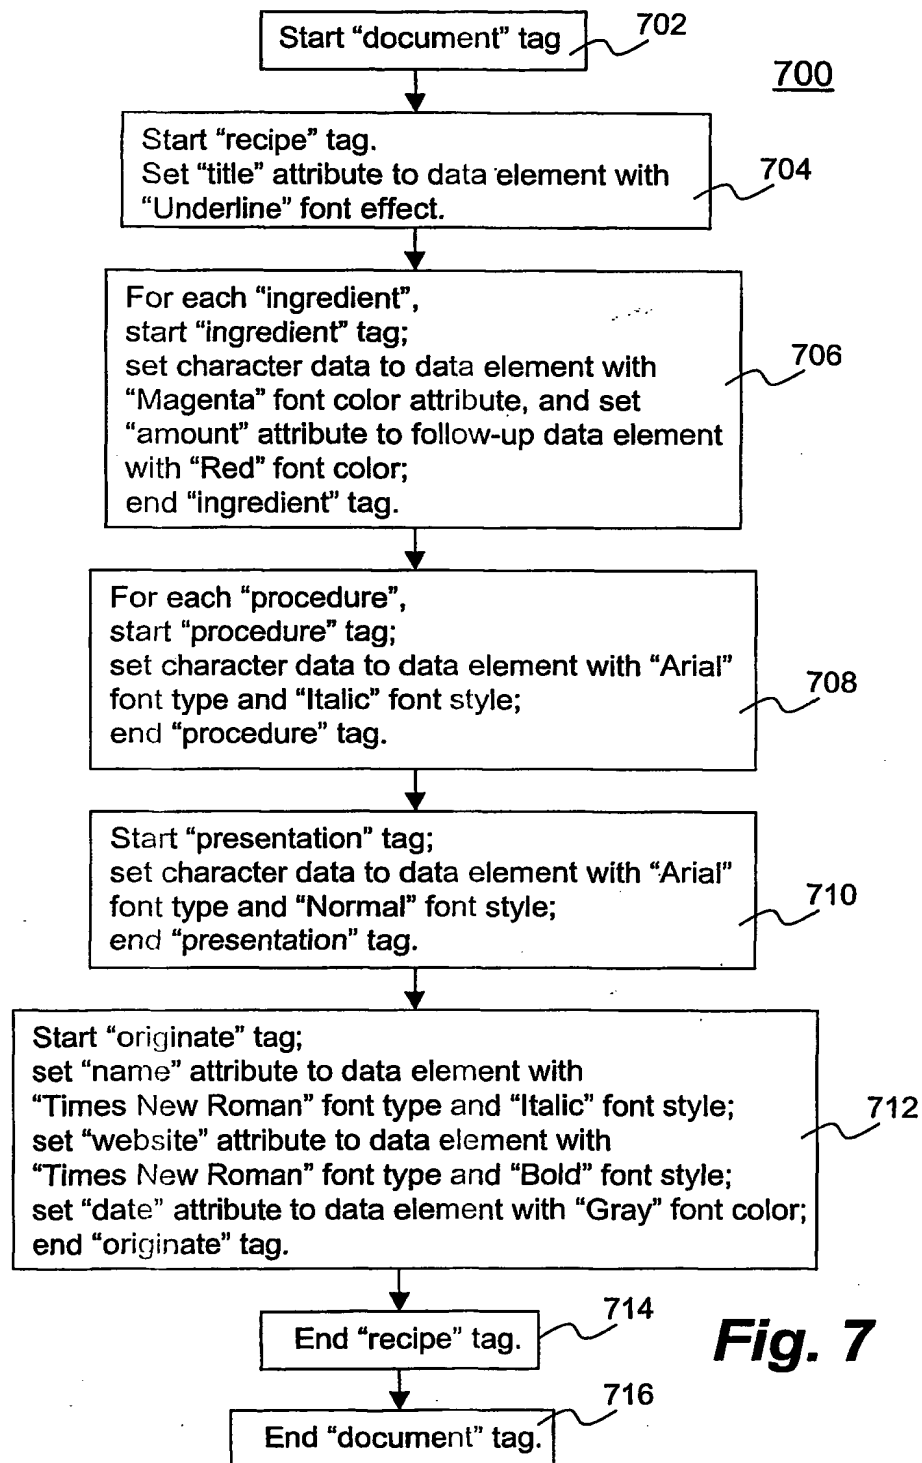 Start “document” tag
702
700
Start “recipe” tag.
Set “title” attribute to data element with
“Underline” font effect.
704
For each “ingredient”,
start “ingredient” tag;
set character data to data element with
“Magenta” font color attribute, and set
“amount” attribute to follow-up data element
with “Red” font color;
end “ingredient” tag.
706
For each “procedure”,
start “procedure” tag;
set character data to data element with “Arial”
font type and “Italic” font style;
end “procedure” tag.
708
Start “presentation” tag;
set character data to data element with “Arial”
font type and “Normal” font style;
end “presentation” tag.
710
Start “originate” tag;
set “name” attribute to data element with
“Times New Roman” font type and “Italic” font style;
set “website” attribute to data element with
“Times New Roman” font type and “Bold” font style;
set “date” attribute to data element with “Gray” font color;
end “originate” tag.
712
End “recipe” tag.
714
Fig. 7
End “document” tag.
716